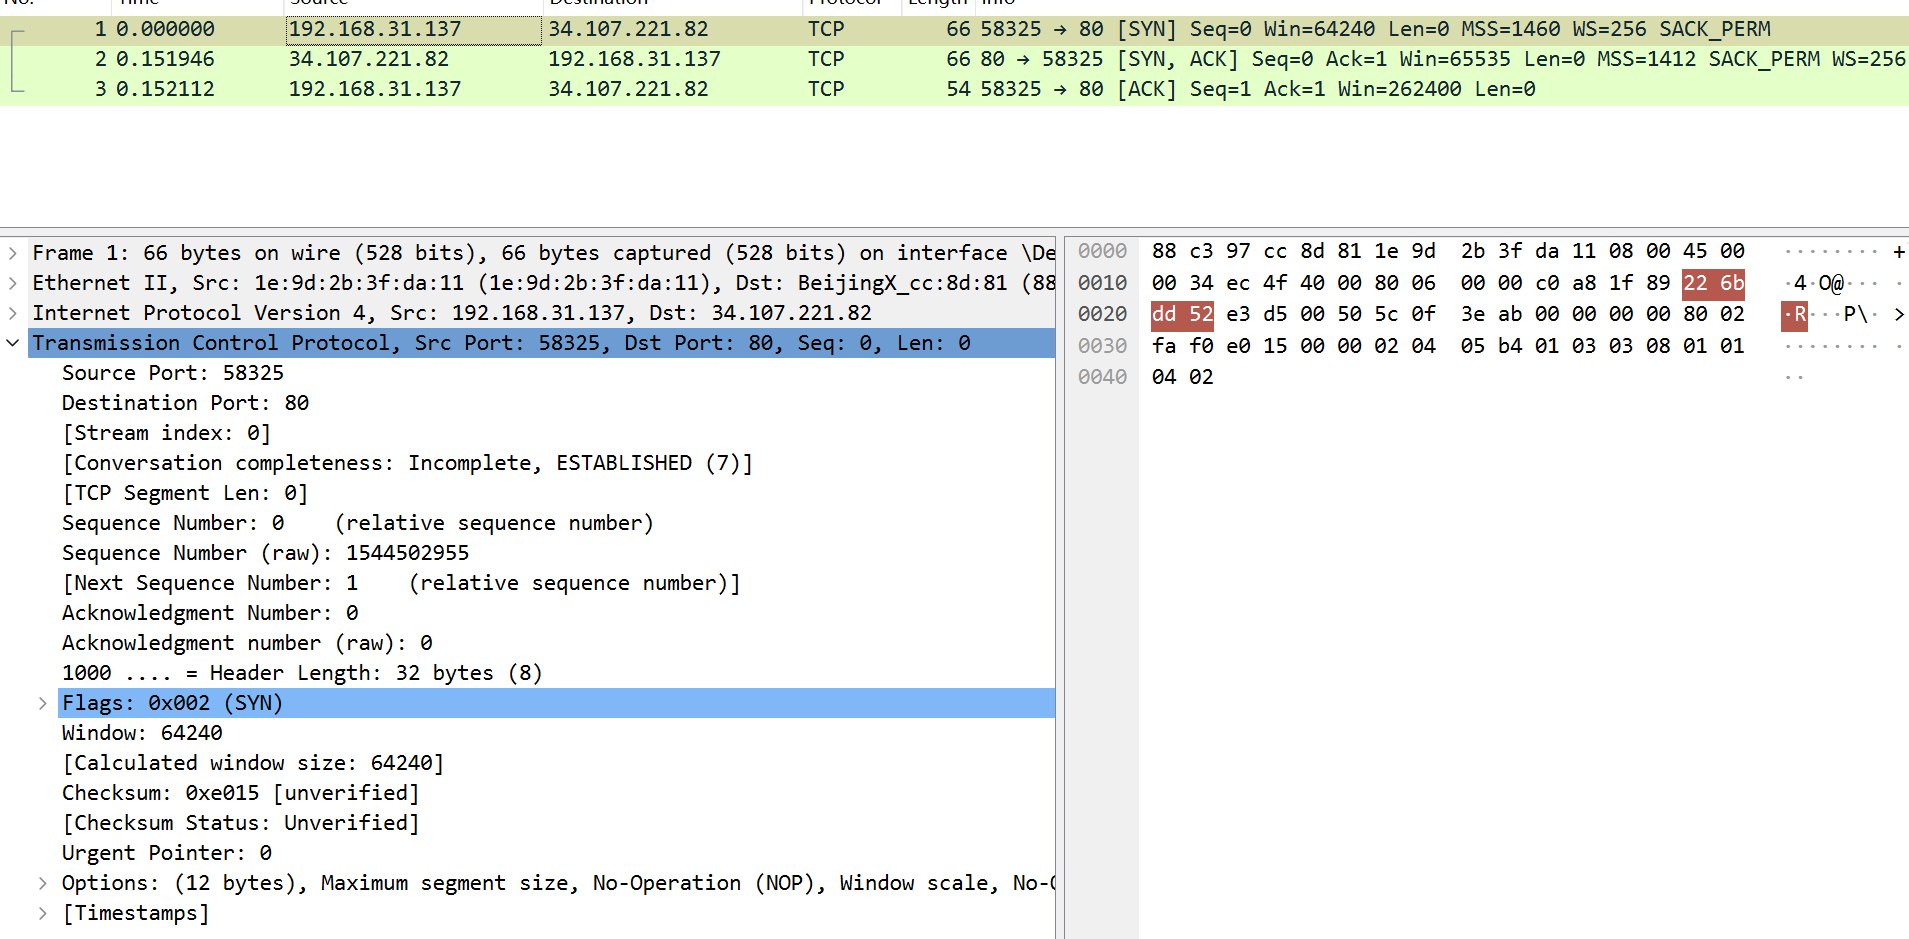 No. Time Source Destination Protocol Length Info
1 0.000000 192.168.31.137 34.107.221.82 TCP 66 58325 → 80 [SYN] Seq=0 Win=64240 Len=0 MSS=1460 WS=256 SACK_PERM
2 0.151946 34.107.221.82 192.168.31.137 TCP 66 80 → 58325 [SYN, ACK] Seq=0 Ack=1 Win=65535 Len=0 MSS=1412 SACK_PERM WS=256
3 0.152112 192.168.31.137 34.107.221.82 TCP 54 58325 → 80 [ACK] Seq=1 Ack=1 Win=262400 Len=0
Frame 1: 66 bytes on wire (528 bits), 66 bytes captured (528 bits) on interface \De
Ethernet II, Src: 1e:9d:2b:3f:da:11 (1e:9d:2b:3f:da:11), Dst: BeijingX_cc:8d:81 (88
Internet Protocol Version 4, Src: 192.168.31.137, Dst: 34.107.221.82
Transmission Control Protocol, Src Port: 58325, Dst Port: 80, Seq: 0, Len: 0
Source Port: 58325
Destination Port: 80
[Stream index: 0]
[Conversation completeness: Incomplete, ESTABLISHED (7)]
[TCP Segment Len: 0]
Sequence Number: 0    (relative sequence number)
Sequence Number (raw): 1544502955
[Next Sequence Number: 1    (relative sequence number)]
Acknowledgment Number: 0
Acknowledgment number (raw): 0
1000 .... = Header Length: 32 bytes (8)
Flags: 0x002 (SYN)
Window: 64240
[Calculated window size: 64240]
Checksum: 0xe015 [unverified]
[Checksum Status: Unverified]
Urgent Pointer: 0
Options: (12 bytes), Maximum segment size, No-Operation (NOP), Window scale, No-O
[Timestamps]
0000 88 c3 97 cc 8d 81 1e 9d 2b 3f da 11 08 00 45 00 ········ +
0010 00 34 ec 4f 40 00 80 06 00 00 c0 a8 1f 89 22 6b ·4·O@··· ·
0020 dd 52 e3 d5 00 50 5c 0f 3e ab 00 00 00 00 80 02 ·R···P\· >
0030 fa f0 e0 15 00 00 02 04 05 b4 01 03 03 08 01 01 ········ ·
0040 04 02 ··